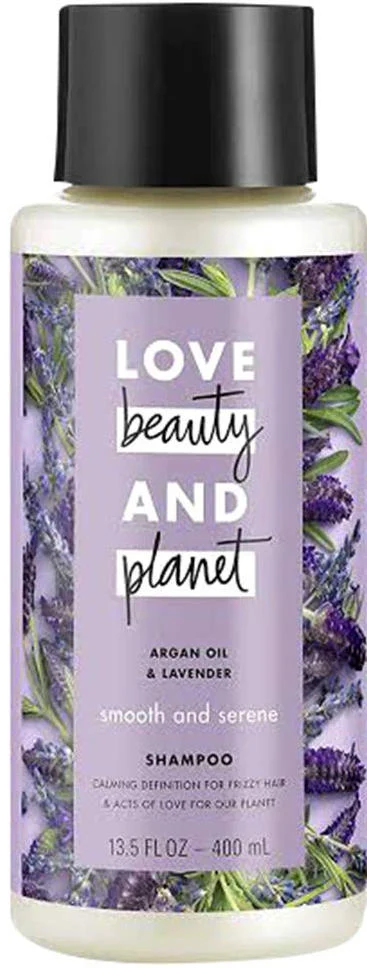 LOVE
beauty
AND
planet
ARGAN OIL
& LAVENDER
smooth and serene
SHAMPOO
CALMING DEFINITION FOR FRIZZY HAIR
& ACTS OF LOVE FOR OUR PLANET
13.5 FL OZ – 400 mL